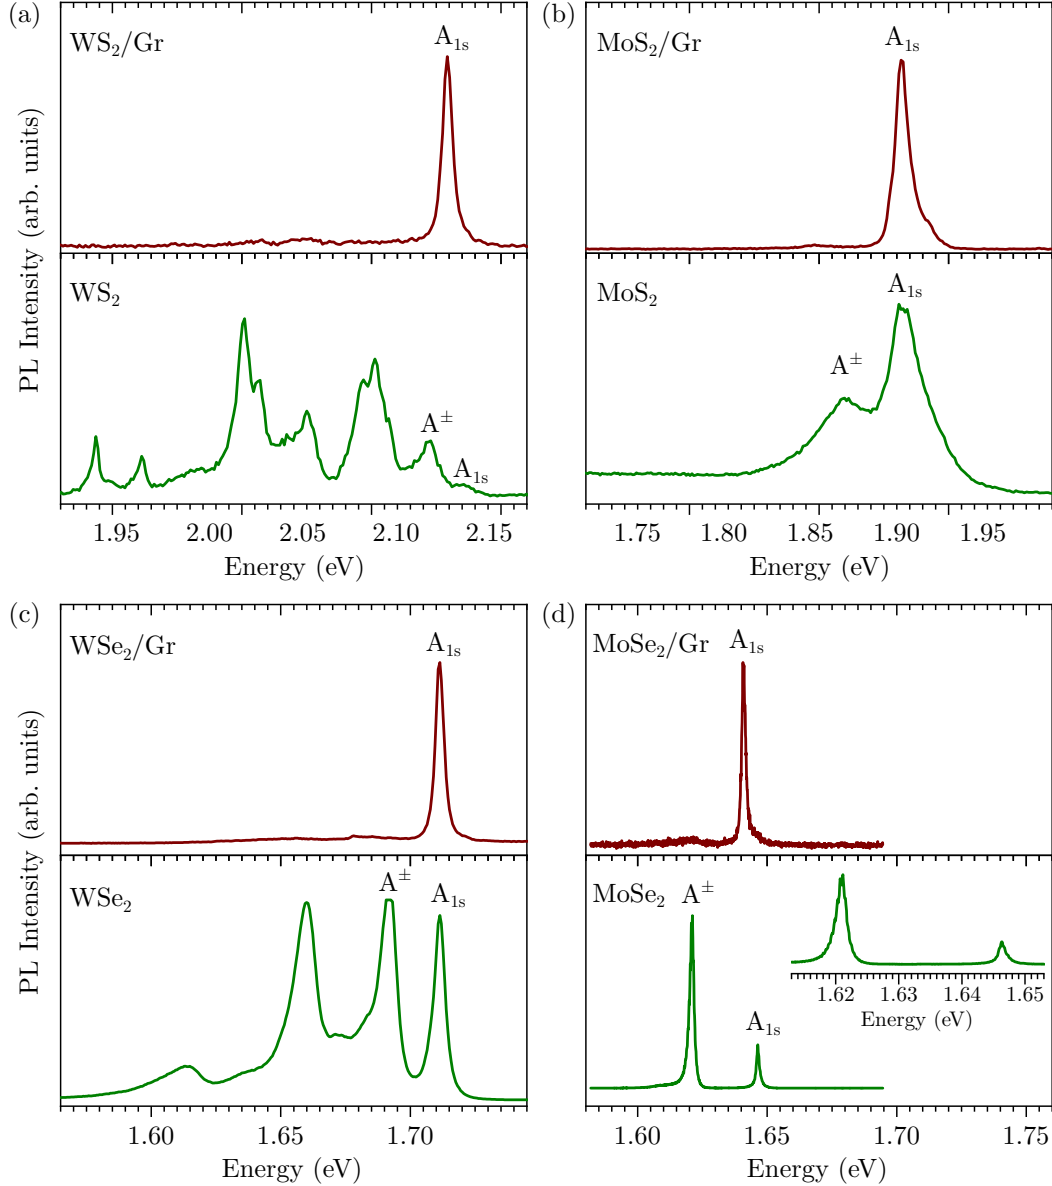 (a)
WS₂/Gr
A₁ₛ
WS₂
A±
A₁ₛ
1.95 2.00 2.05 2.10 2.15
Energy (eV)
(b)
MoS₂/Gr
A₁ₛ
MoS₂
A±
A₁ₛ
1.75 1.80 1.85 1.90 1.95
Energy (eV)
PL Intensity (arb. units)
(c)
WSe₂/Gr
A₁ₛ
WSe₂
A±
A₁ₛ
1.60 1.65 1.70
Energy (eV)
(d)
MoSe₂/Gr
A₁ₛ
MoSe₂
A±
A₁ₛ
1.62 1.63 1.64 1.65
Energy (eV)
1.60 1.65 1.70 1.75
Energy (eV)
PL Intensity (arb. units)